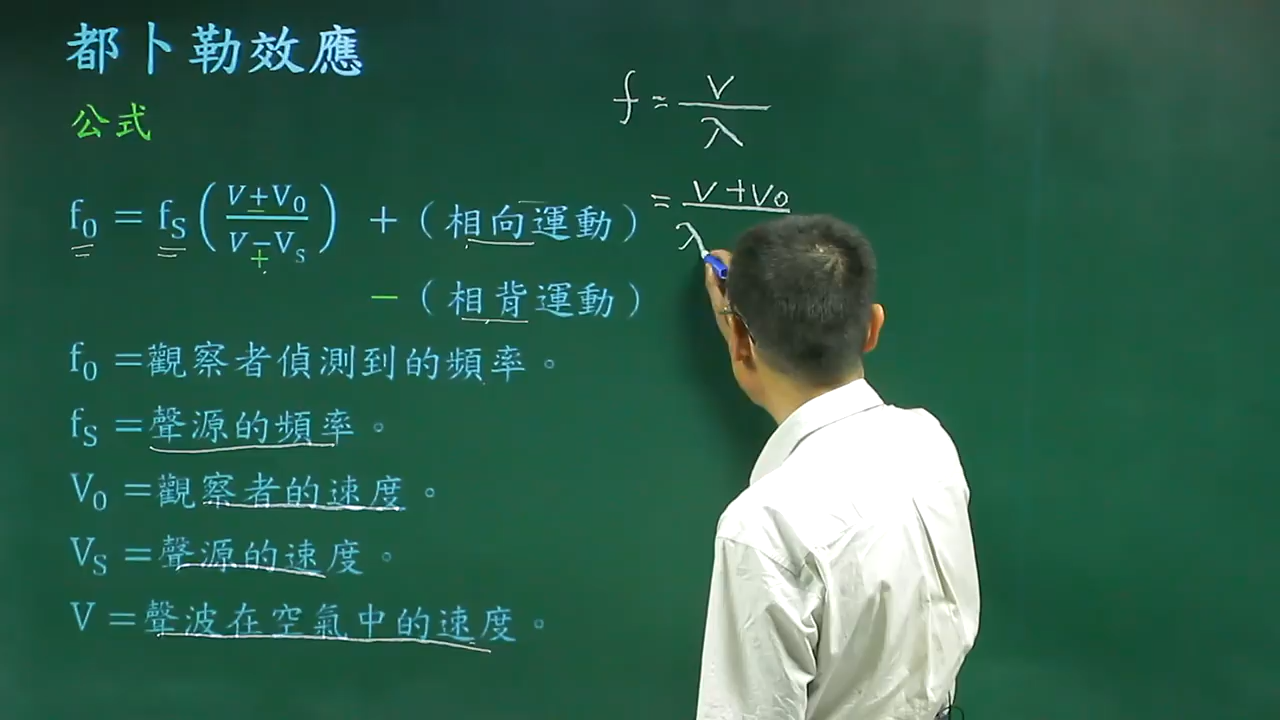 都卜勒效應
公式
f₀ = fₛ(V±V₀ / V∓Vₛ) +（相向運動）
−（相背運動）
f₀ =觀察者偵測到的頻率。
fₛ =聲源的頻率。
V₀ =觀察者的速度。
Vₛ =聲源的速度。
V =聲波在空氣中的速度。
f = V / λ
= V + V₀ / λ